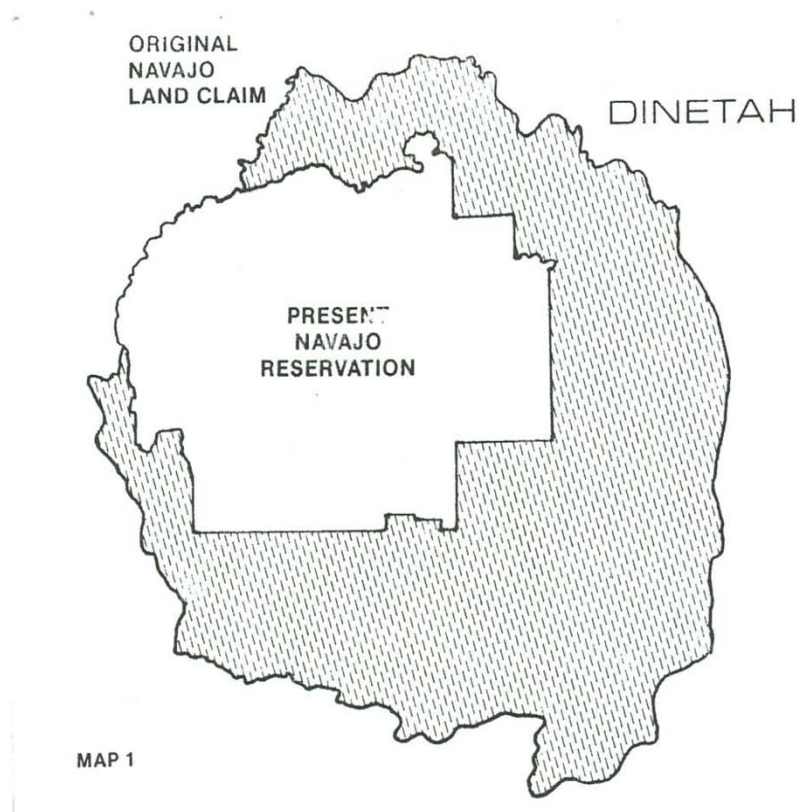 ORIGINAL
NAVAJO
LAND CLAIM
DINETAH
PRESENT
NAVAJO
RESERVATION
MAP 1